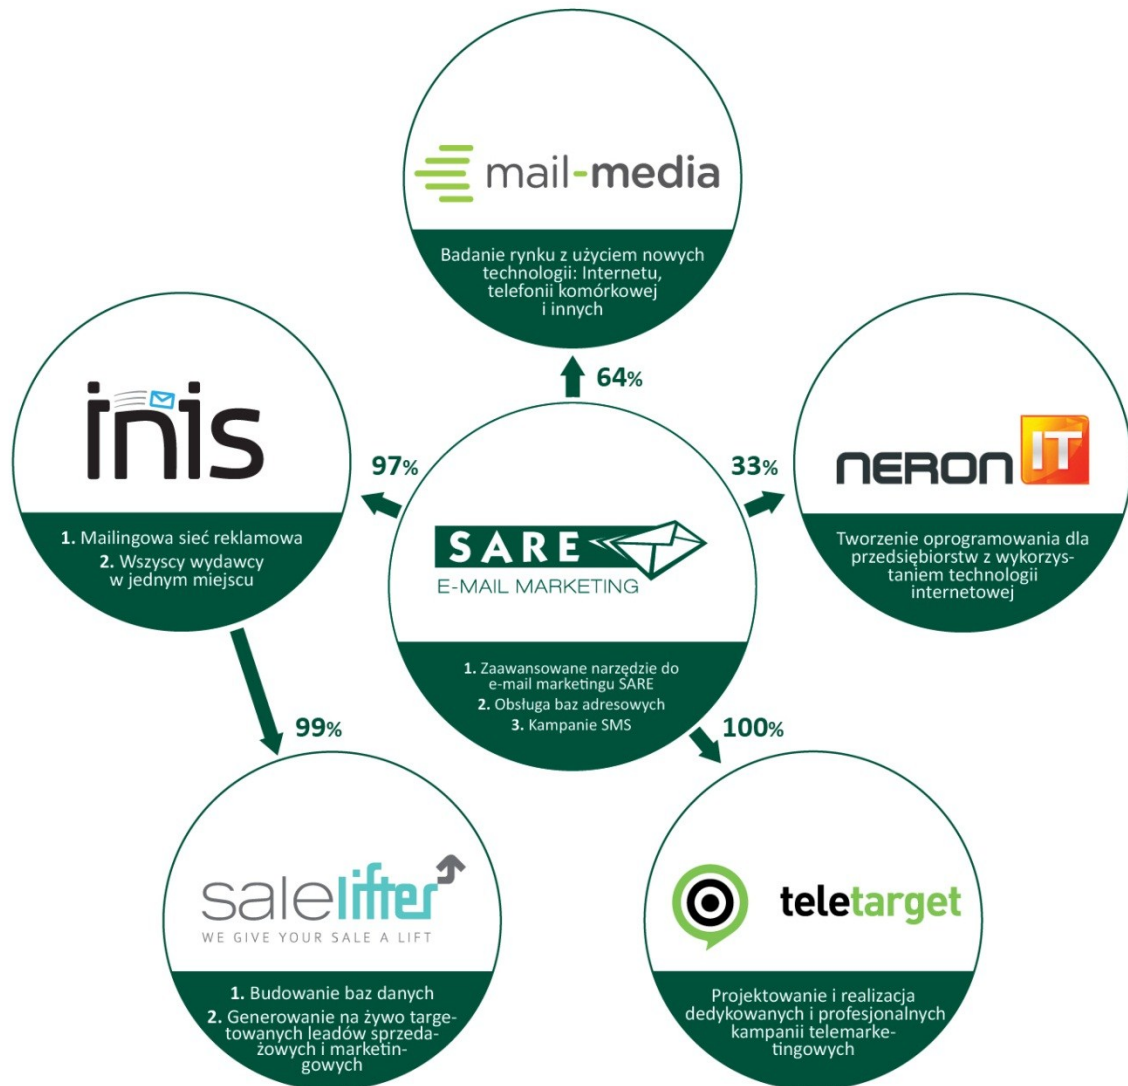 mail-media
Badanie rynku z użyciem nowych
technologii: Internetu,
telefonii komórkowej
i innych
64%
inis
1. Mailingowa sieć reklamowa
2. Wszyscy wydawcy
w jednym miejscu
97%
33%
NERON IT
Tworzenie oprogramowania dla
przedsiębiorstw z wykorzys-
taniem technologii
internetowej
SARE
E-MAIL MARKETING
1. Zaawansowane narzędzie do
e-mail marketingu SARE
2. Obsługa baz adresowych
3. Kampanie SMS
99%
100%
salelifter
WE GIVE YOUR SALE A LIFT
1. Budowanie baz danych
2. Generowanie na żywo targe-
towanych leadów sprzeda-
żowych i marketin-
gowych
teletarget
Projektowanie i realizacja
dedykowanych i profesjonalnych
kampanii telemarke-
tingowych